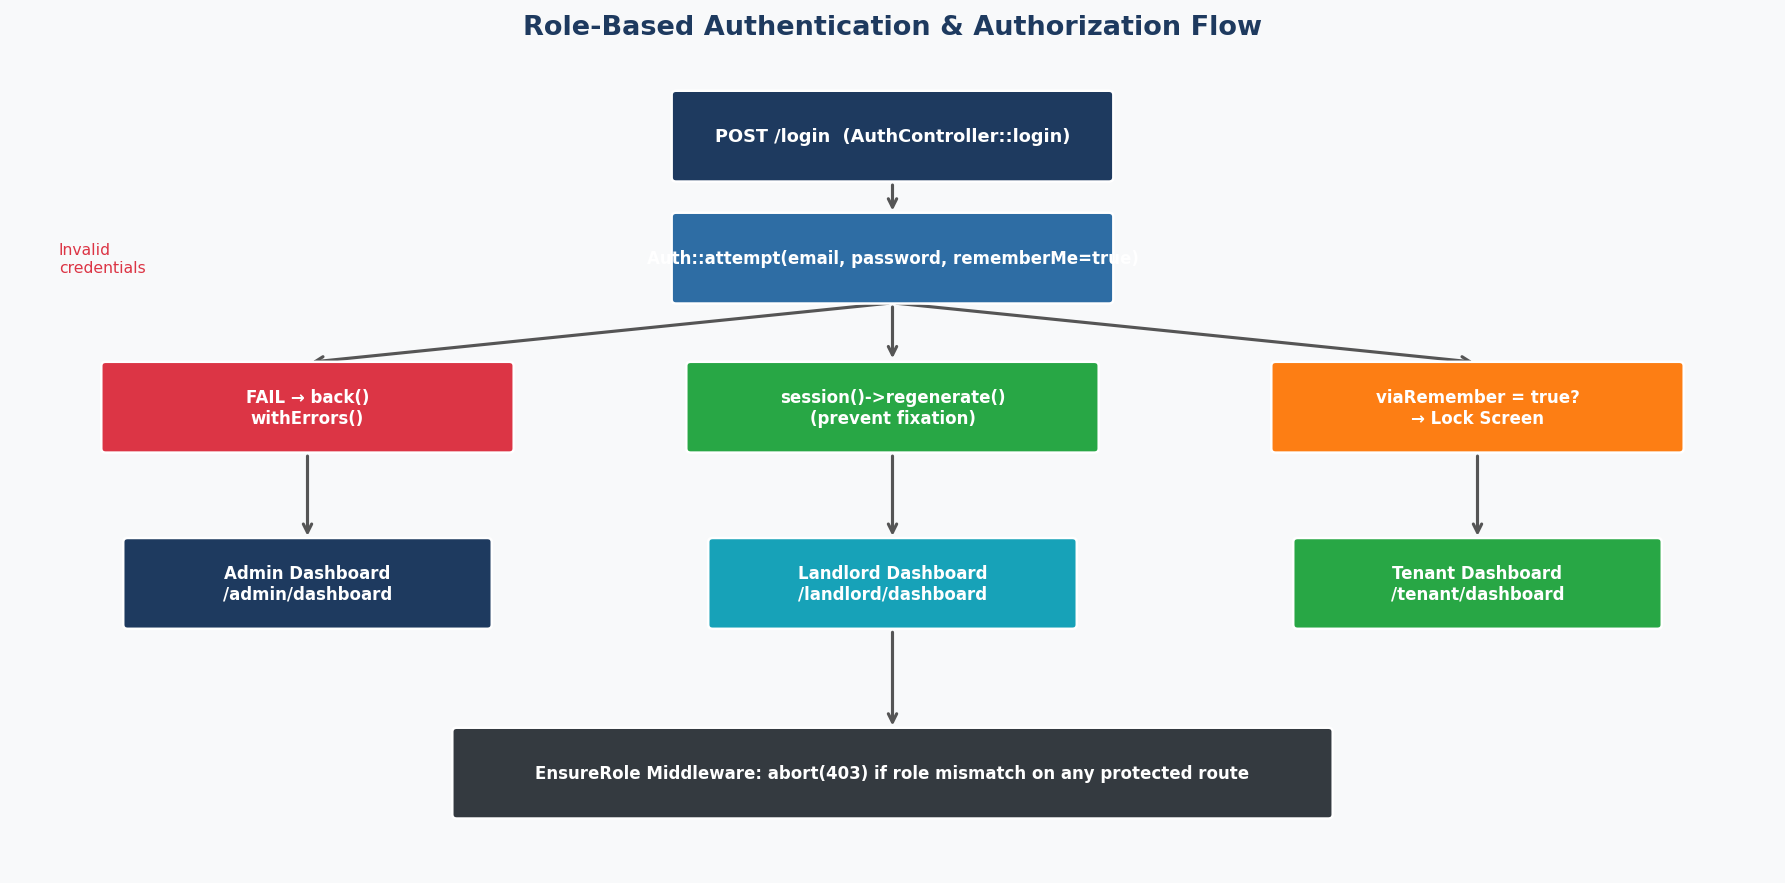 Role-Based Authentication & Authorization Flow
POST /login  (AuthController::login)
Invalid
credentials
Auth::attempt(email, password, rememberMe=true)
FAIL → back()
withErrors()
session()->regenerate()
(prevent fixation)
viaRemember = true?
→ Lock Screen
Admin Dashboard
/admin/dashboard
Landlord Dashboard
/landlord/dashboard
Tenant Dashboard
/tenant/dashboard
EnsureRole Middleware: abort(403) if role mismatch on any protected route